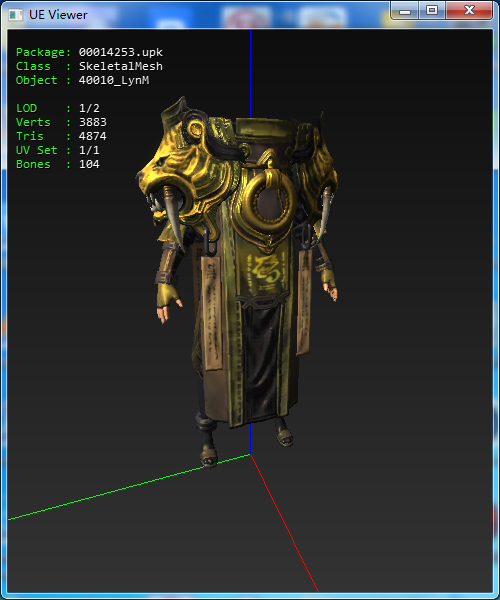 UE Viewer
Package: 00014253.upk
Class : SkeletalMesh
Object : 40010_LynM
LOD : 1/2
Verts : 3883
Tris : 4874
UV Set : 1/1
Bones : 104